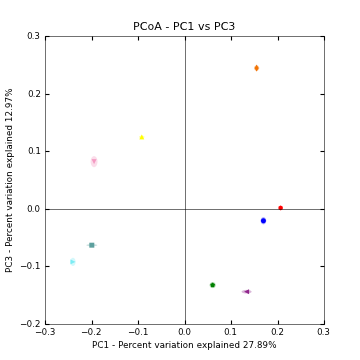 PCoA - PC1 vs PC3
0.3
0.2
0.1
0.0
−0.1
−0.2
PC3 - Percent variation explained 12.97%
−0.3 −0.2 −0.1 0.0 0.1 0.2 0.3
PC1 - Percent variation explained 27.89%